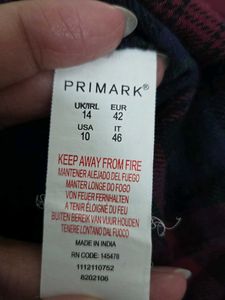 PRIMARK®
UK/IRL EUR
14 42
USA IT
10 46
KEEP AWAY FROM FIRE
MANTENER ALEJADO DEL FUEGO
MANTER LONGE DO FOGO
VON FEUER FERNHALTEN
A TENIR ÉLOIGNÉ DU FEU
BUITEN BEREIK VAN VUUR HOUDEN
TENERE LONTANO DAL FUOCO
MADE IN INDIA
RN CODE: 145478
1112110752
8202106